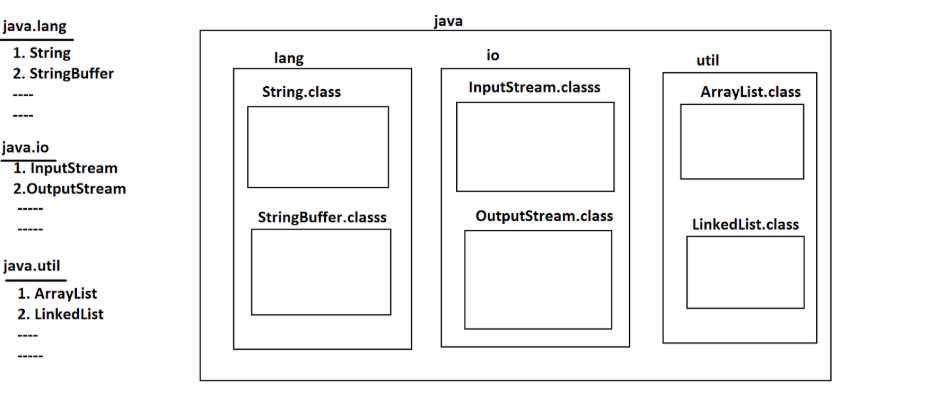 java.lang
1. String
2. StringBuffer
----
----
java.io
1. InputStream
2.OutputStream
-----
-----
java.util
1. ArrayList
2. LinkedList
----
-----
java
lang
String.class
StringBuffer.classs
io
InputStream.classs
OutputStream.class
util
ArrayList.class
LinkedList.class